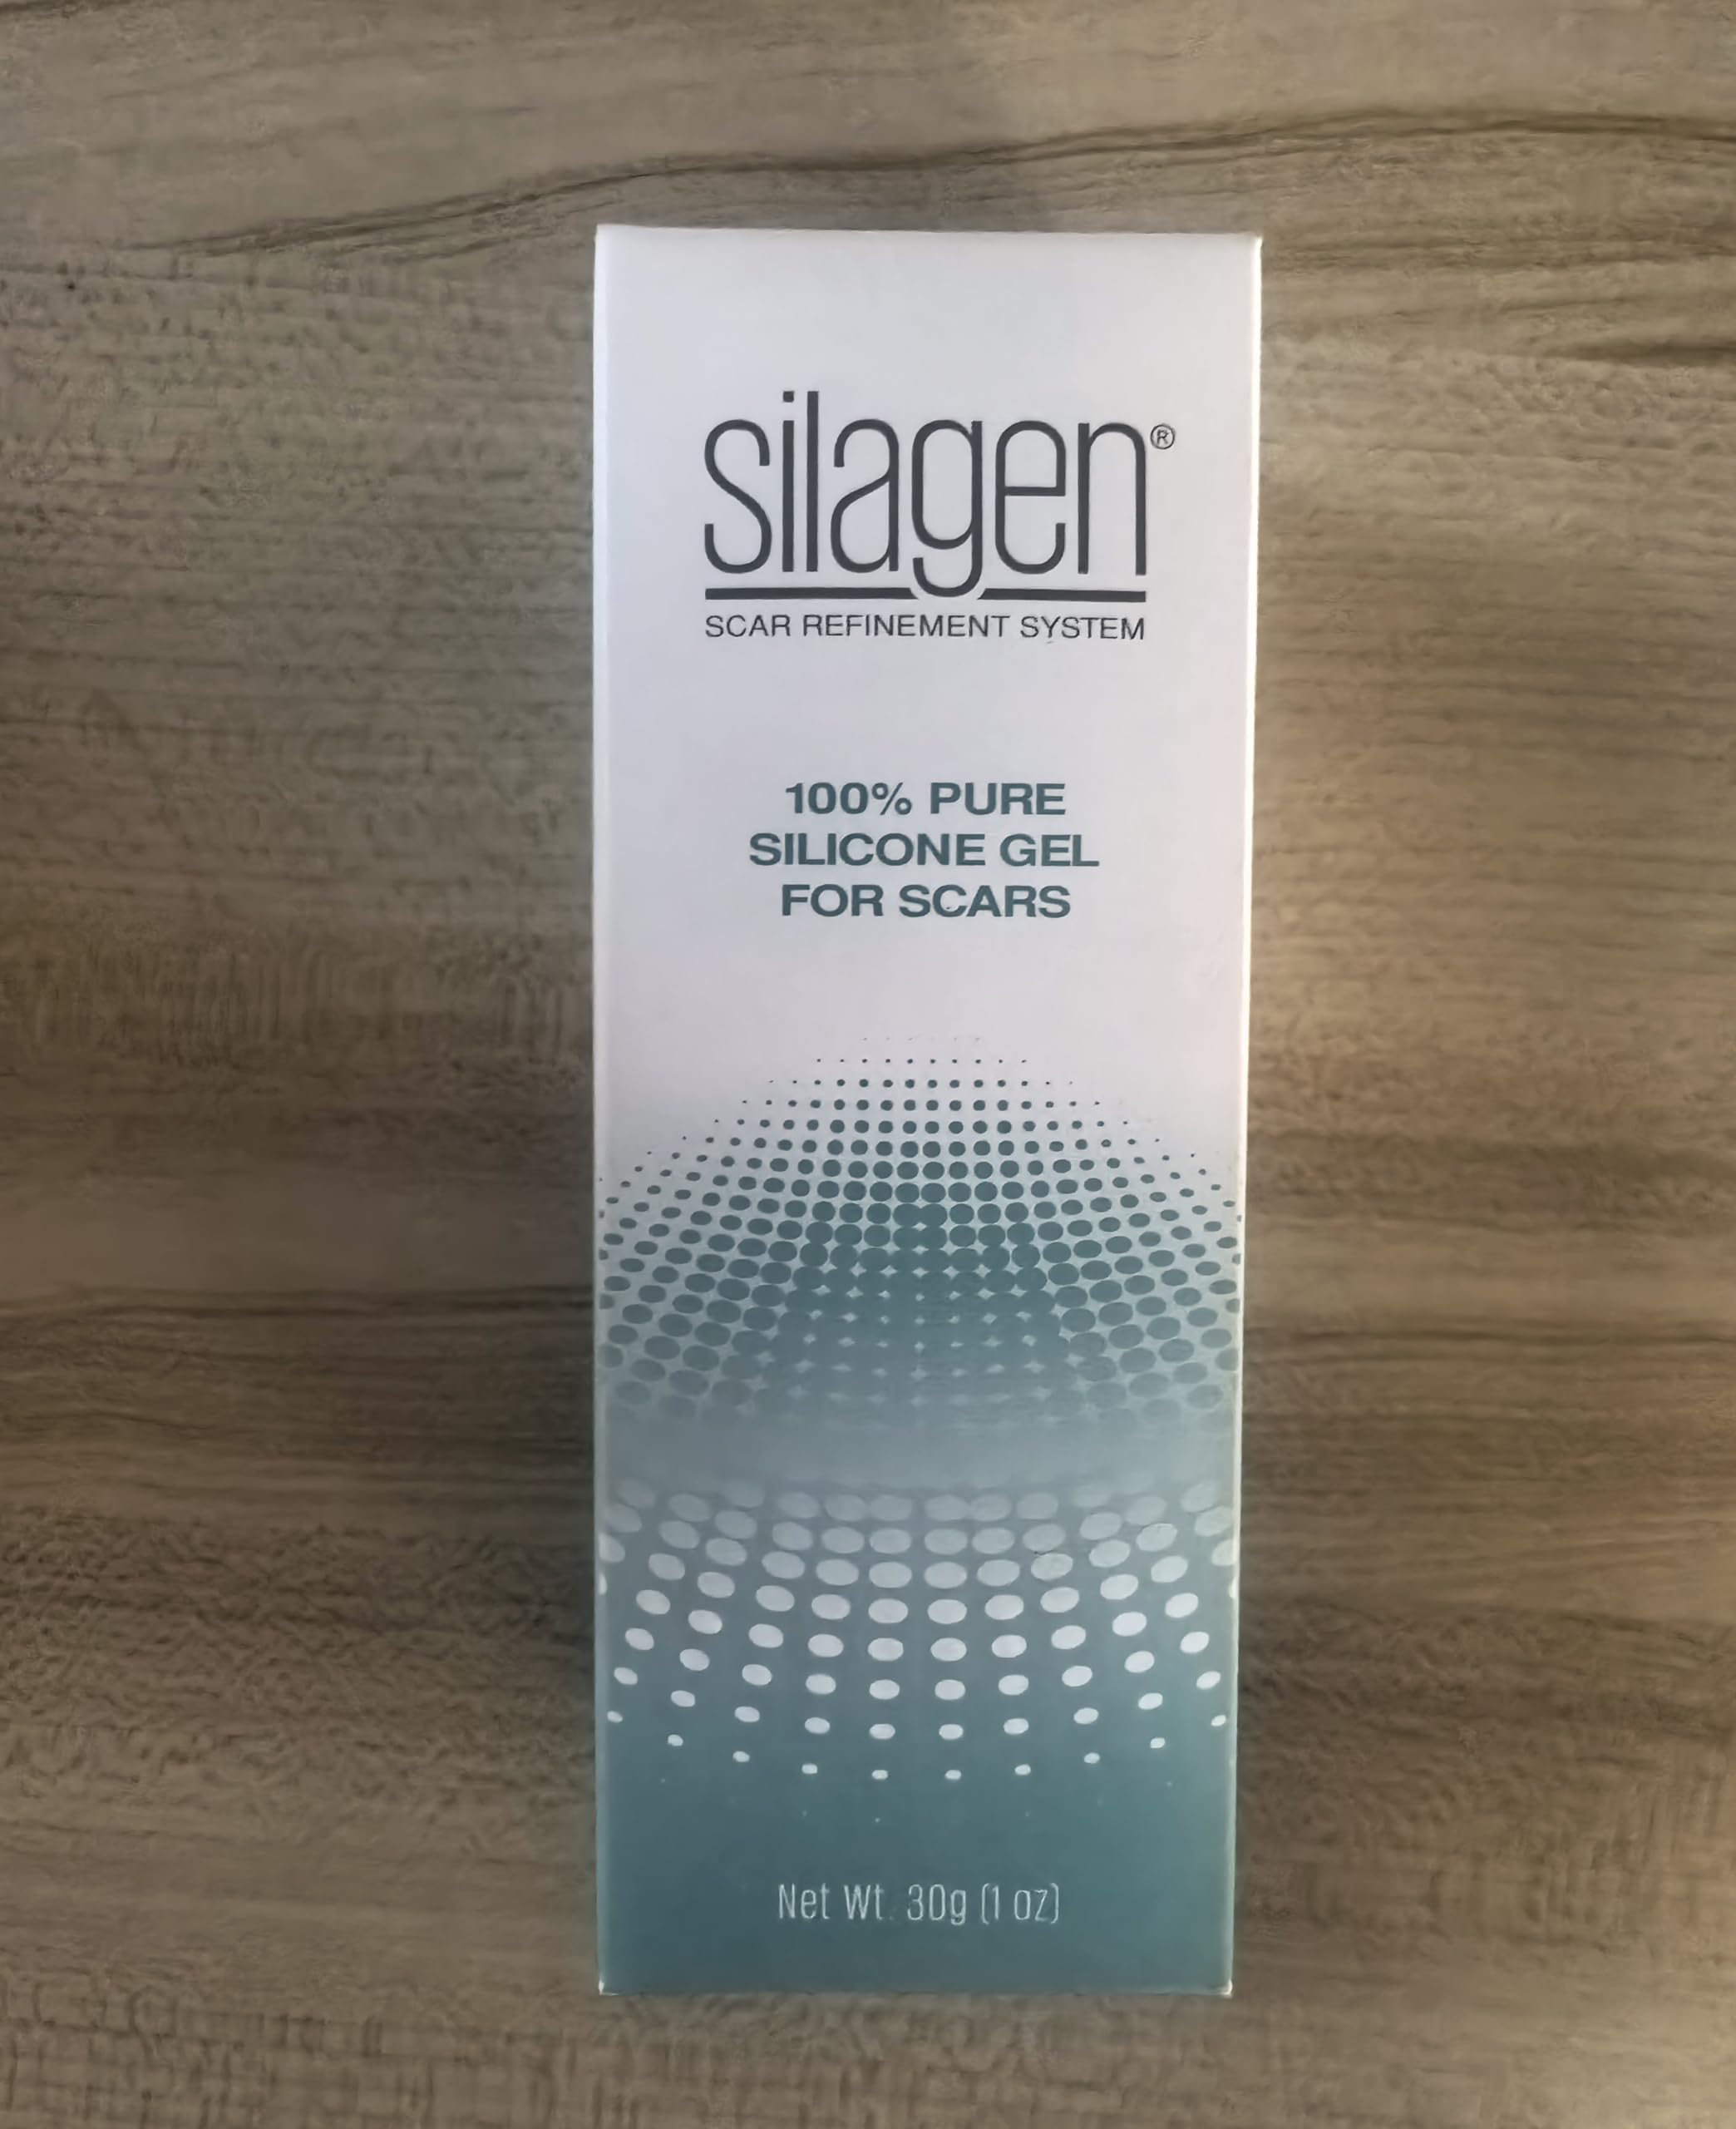 silagen®
SCAR REFINEMENT SYSTEM
100% PURE
SILICONE GEL
FOR SCARS
Net Wt. 30g (1 oz)